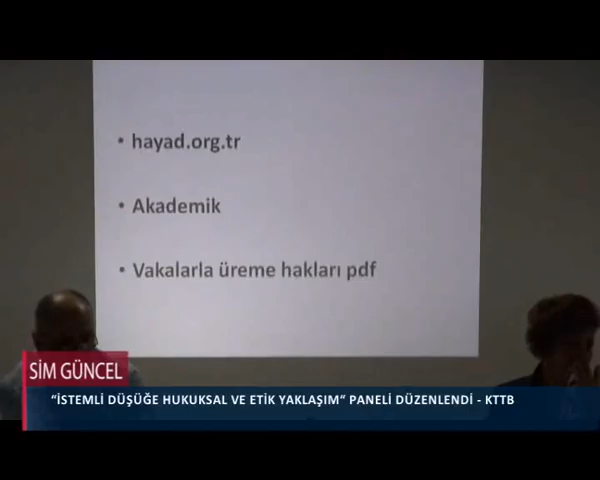 • hayad.org.tr
• Akademik
• Vakalarla üreme hakları pdf
SİM GÜNCEL
“İSTEMLİ DÜŞÜĞE HUKUKSAL VE ETİK YAKLAŞIM“ PANELİ DÜZENLENDİ - KTTB